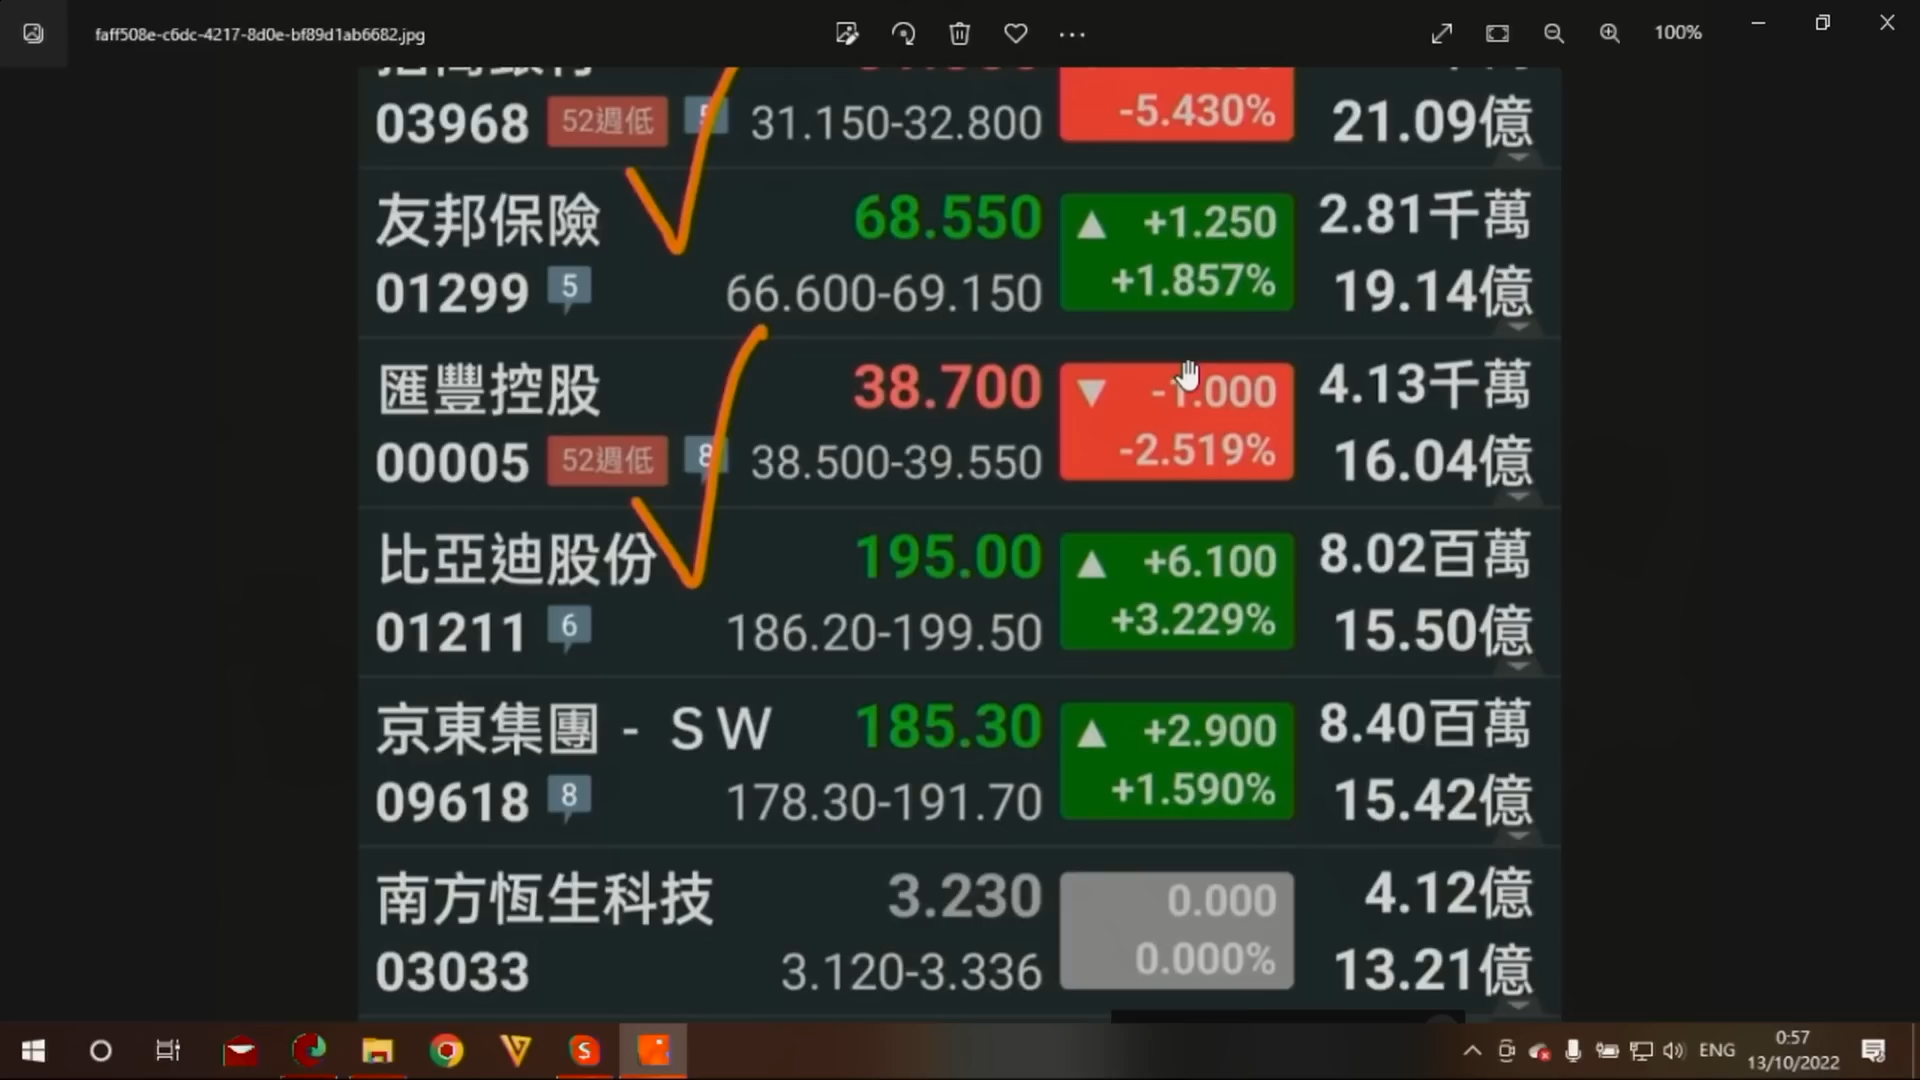 faff508e-c6dc-4217-8d0e-bf89d1ab6682.jpg
100%
03968 52週低 31.150-32.800 -5.430% 21.09億
友邦保險 68.550 ▲ +1.250 2.81千萬
01299 5 66.600-69.150 +1.857% 19.14億
匯豐控股 38.700 ▼ -1.000 4.13千萬
00005 52週低 8 38.500-39.550 -2.519% 16.04億
比亞迪股份 195.00 ▲ +6.100 8.02百萬
01211 6 186.20-199.50 +3.229% 15.50億
京東集團 - SW 185.30 ▲ +2.900 8.40百萬
09618 8 178.30-191.70 +1.590% 15.42億
南方恆生科技 3.230 0.000 4.12億
03033 3.120-3.336 0.000% 13.21億
ENG 0:57
13/10/2022